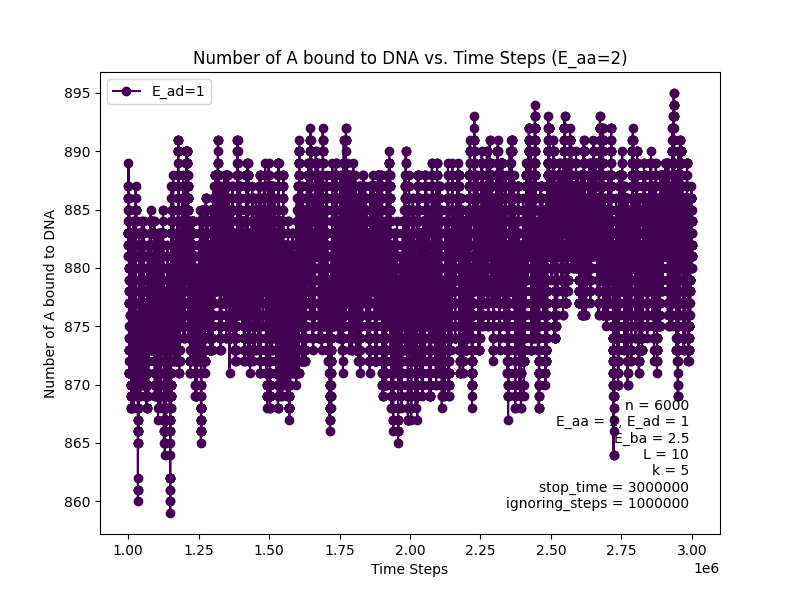 Number of A bound to DNA vs. Time Steps (E_aa=2)
E_ad=1
Number of A bound to DNA
895
890
885
880
875
870
865
860
n = 6000
E_aa = 2, E_ad = 1
E_ba = 2.5
L = 10
k = 5
stop_time = 3000000
ignoring_steps = 1000000
1.00 1.25 1.50 1.75 2.00 2.25 2.50 2.75 3.00
1e6
Time Steps